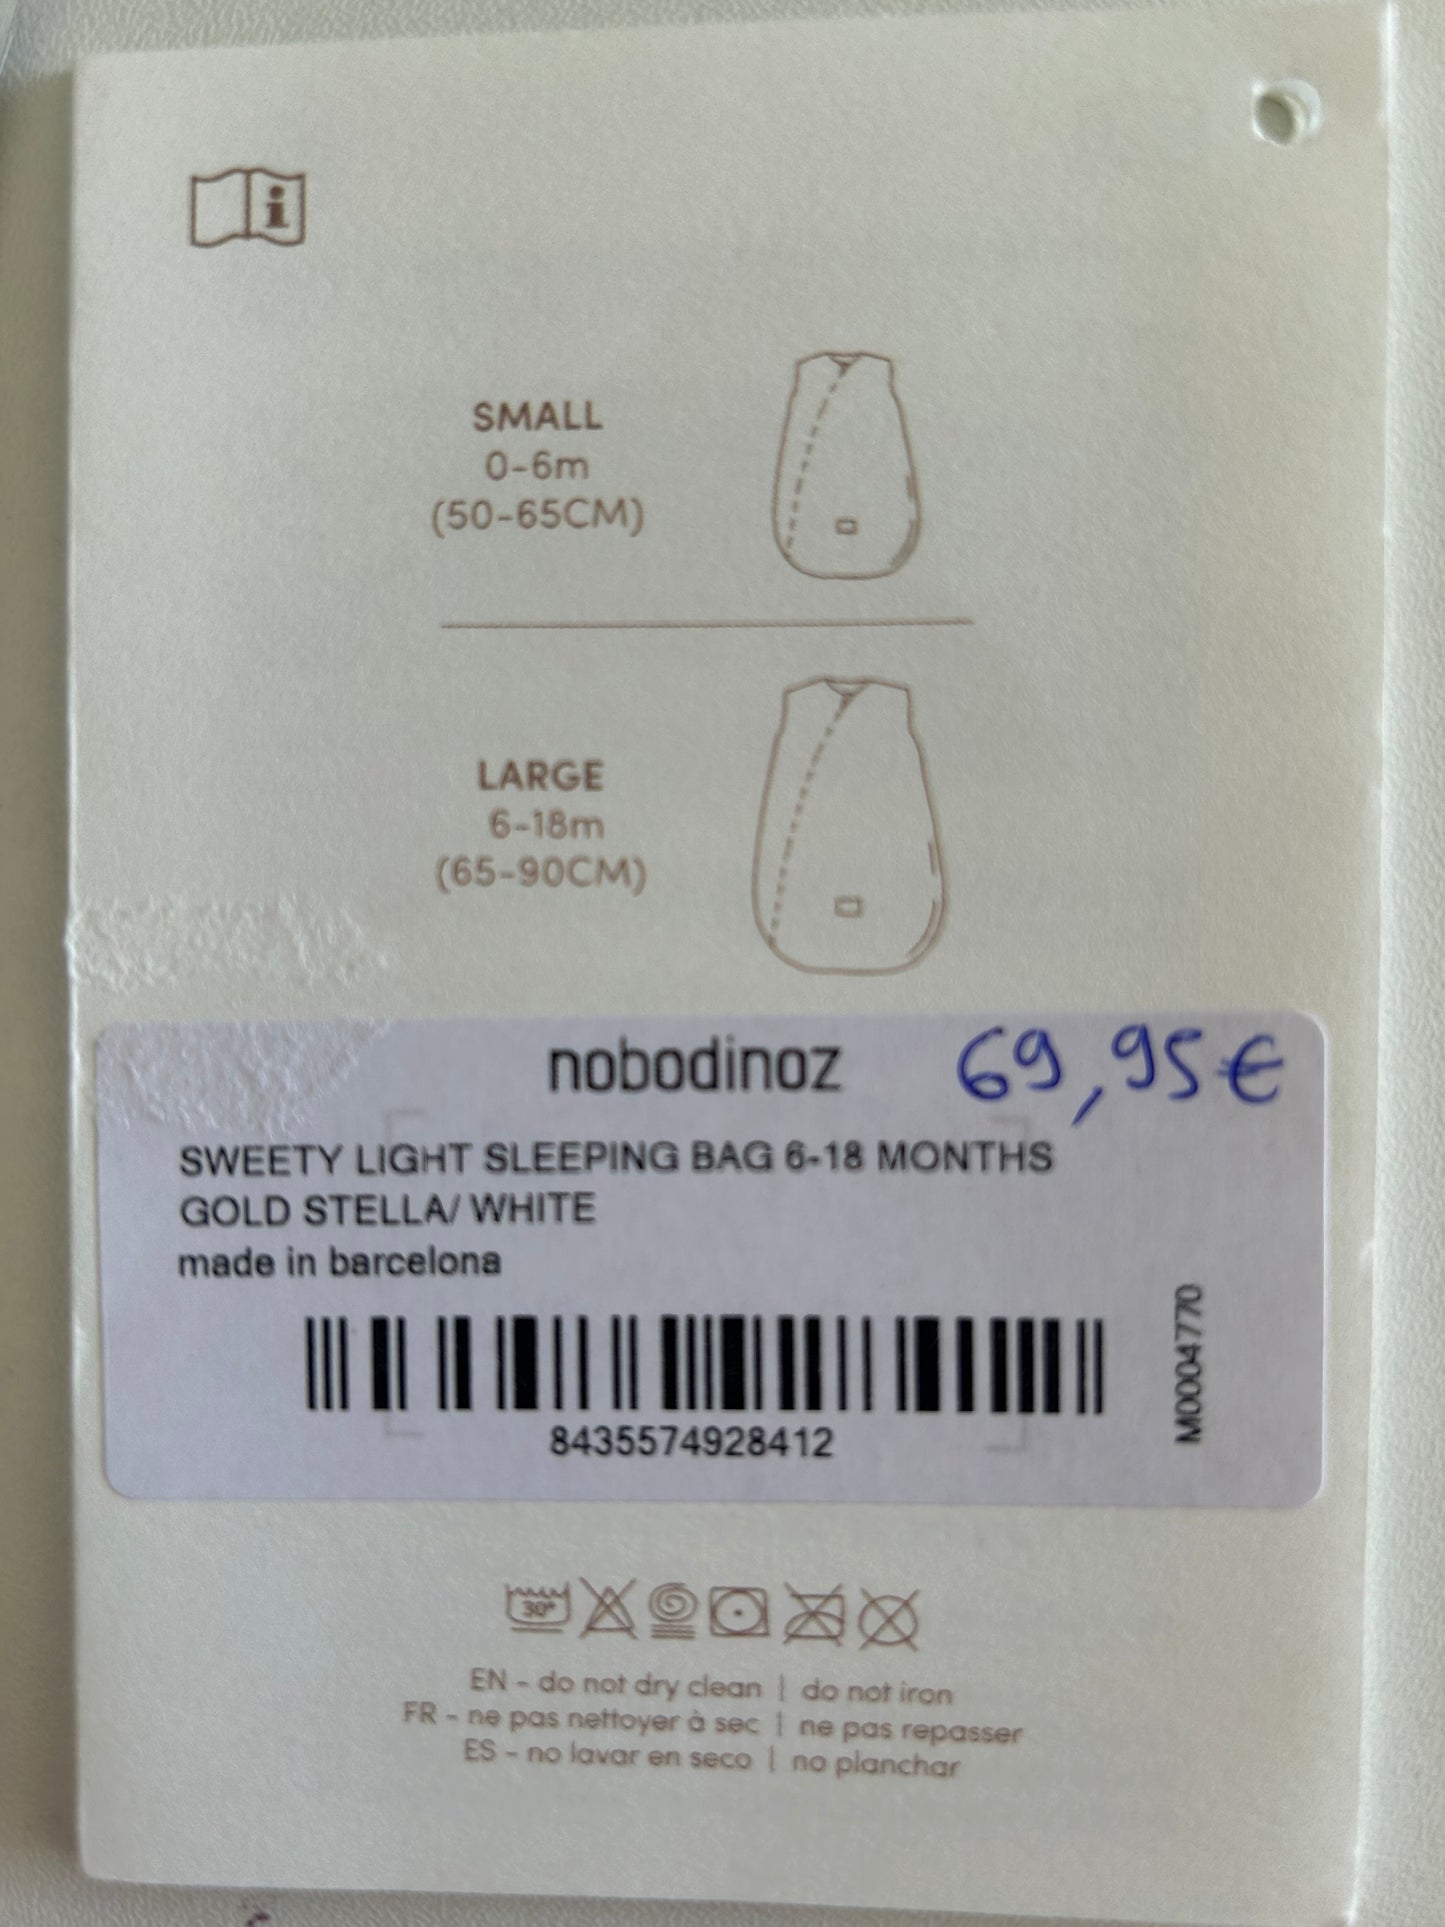 i
SMALL
0-6m
(50-65CM)
LARGE
6-18m
(65-90CM)
nobodinoz 69,95€
SWEETY LIGHT SLEEPING BAG 6-18 MONTHS
GOLD STELLA/ WHITE
made in barcelona
8435574928412
M0004770
30°
EN - do not dry clean | do not iron
FR - ne pas nettoyer à sec | ne pas repasser
ES - no lavar en seco | no planchar